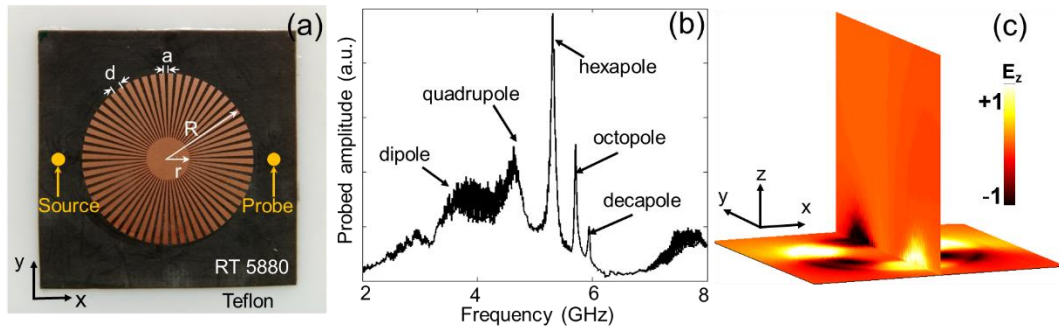 (a)
a
d
R
r
Source
Probe
RT 5880
Teflon
y
x
(b)
Probed amplitude (a.u.)
dipole
quadrupole
hexapole
octopole
decapole
2
4
6
8
Frequency (GHz)
(c)
E_z
+1
-1
z
y
x